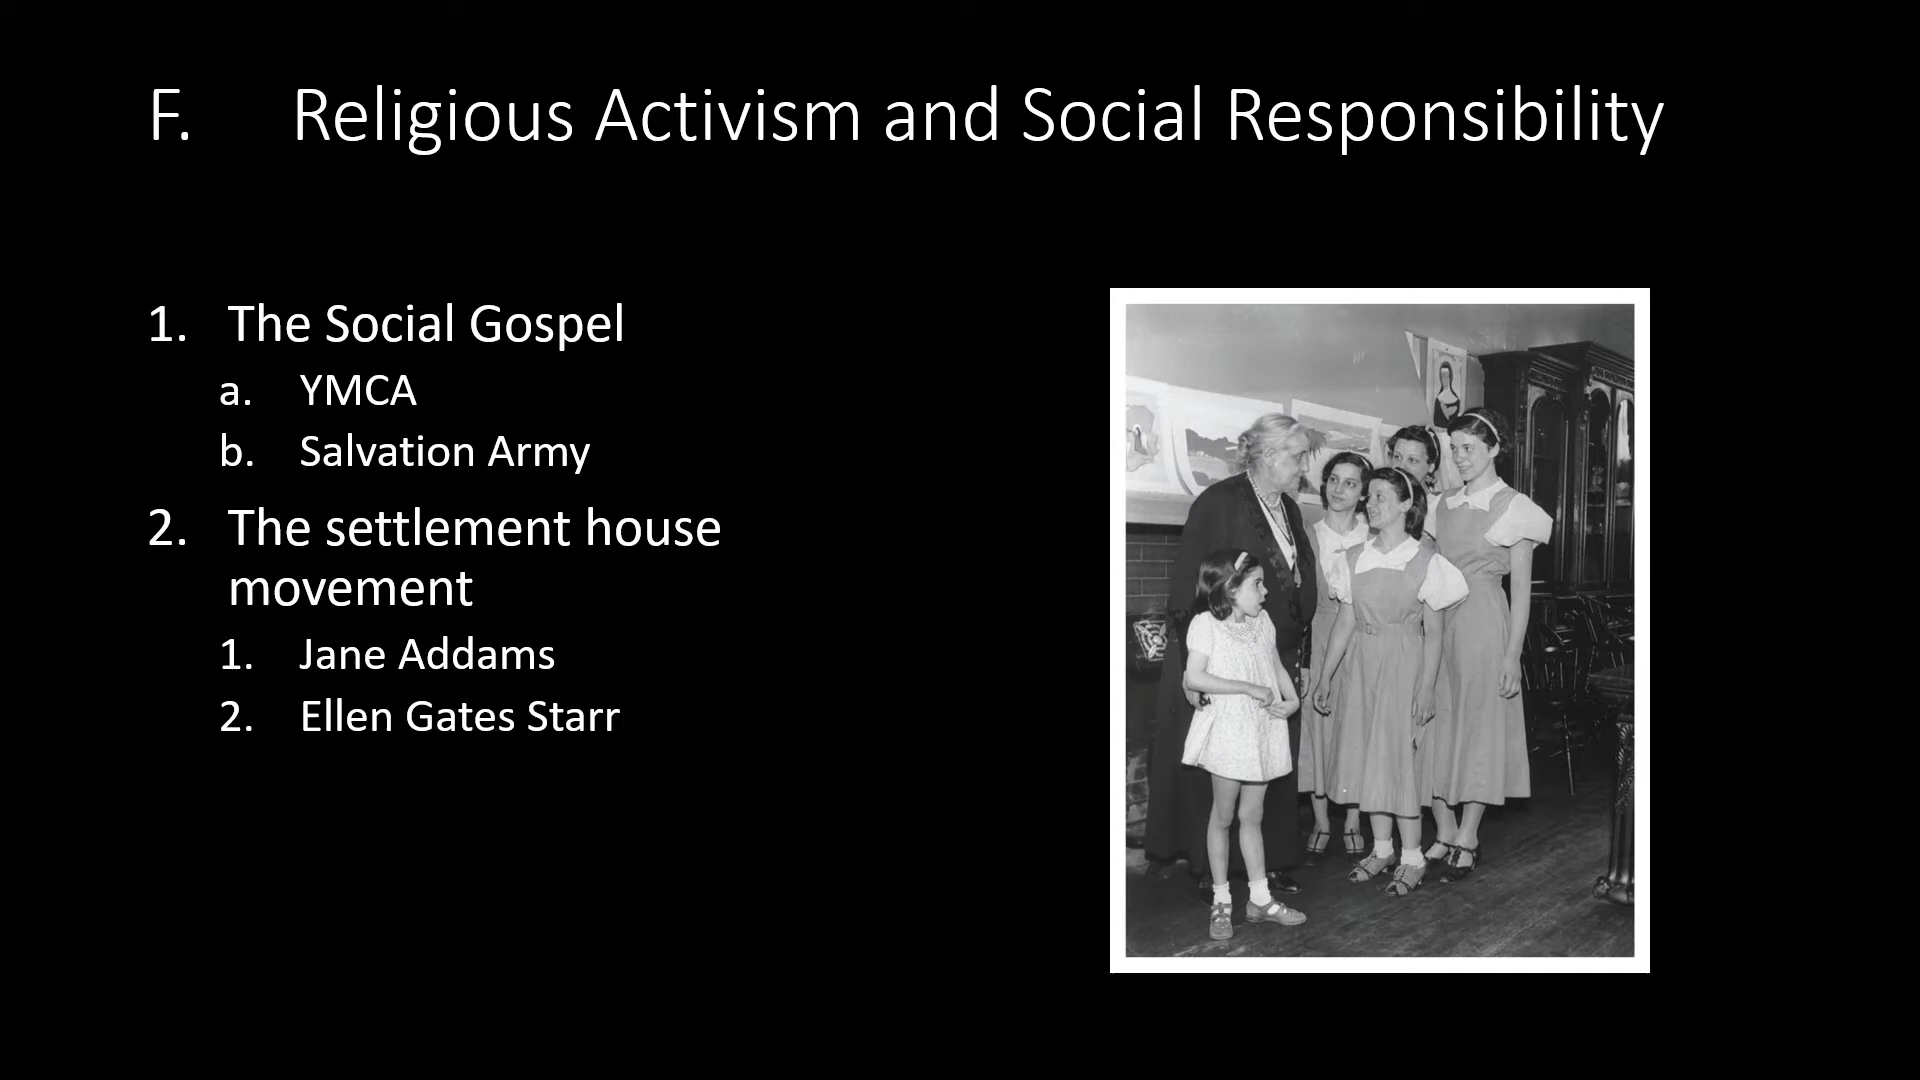 F. Religious Activism and Social Responsibility
1. The Social Gospel
a. YMCA
b. Salvation Army
2. The settlement house
movement
1. Jane Addams
2. Ellen Gates Starr